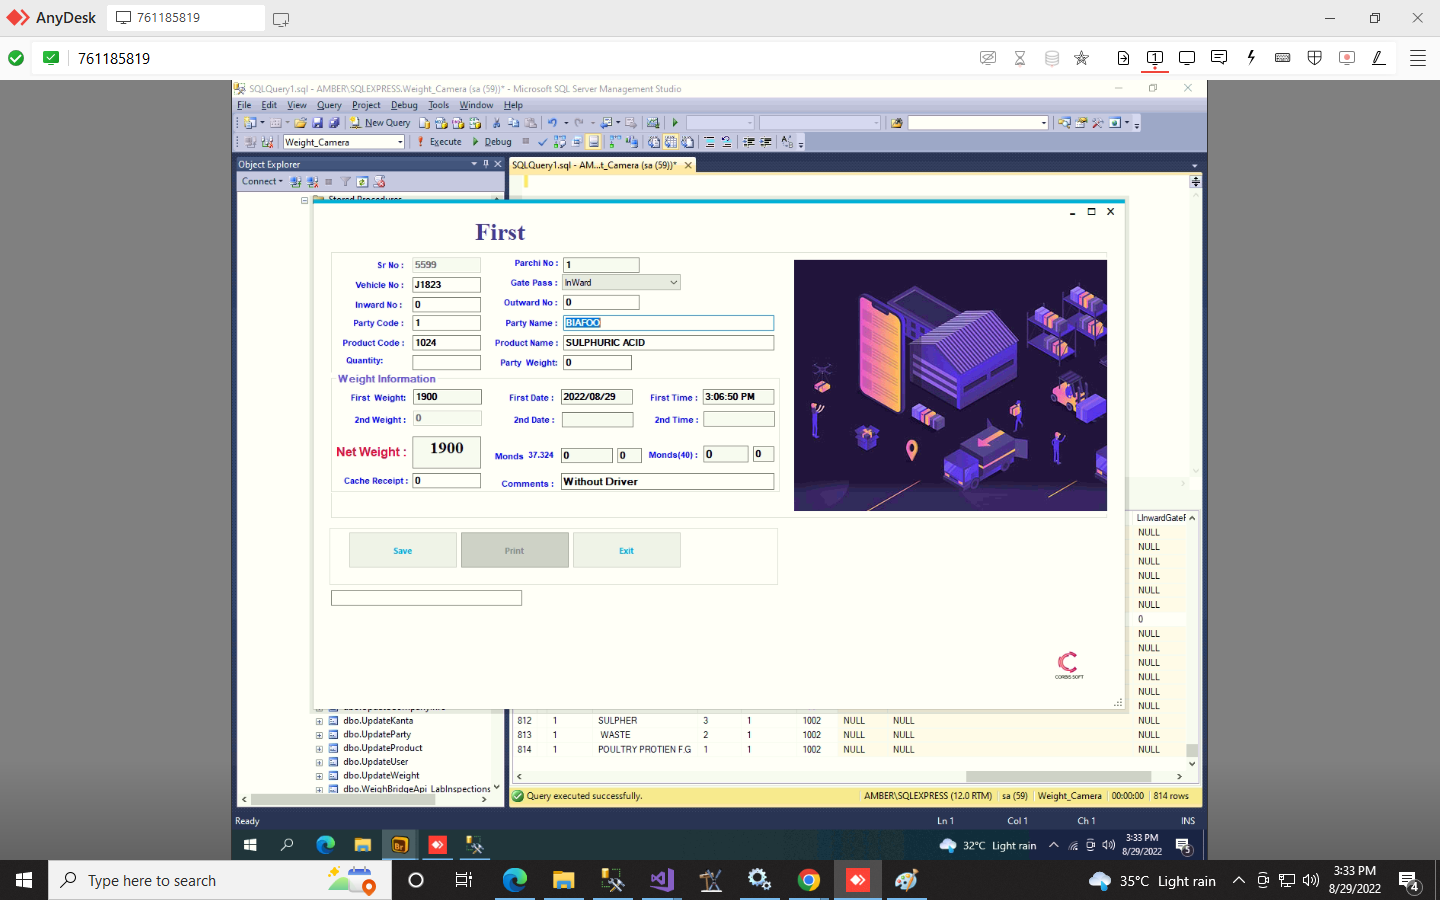 AnyDesk 761185819
761185819
SQLQuery1.sql - AMBER\SQLEXPRESS.Weight_Camera (sa (59))* - Microsoft SQL Server Management Studio
File Edit View Query Project Debug Tools Window Help
New Query
Weight_Camera Execute Debug
Object Explorer
SQLQuery1.sql - AM...t_Camera (sa (59))*
Connect
Stored Procedures
First
Sr No : 5599 Parchi No : 1
Vehicle No : J1823 Gate Pass : InWard
Inward No : 0 Outward No : 0
Party Code : 1 Party Name : BIAFOO
Product Code : 1024 Product Name : SULPHURIC ACID
Quantity: Party Weight: 0
Weight Information
First Weight: 1900 First Date : 2022/08/29 First Time : 3:06:50 PM
2nd Weight : 0 2nd Date : 2nd Time :
Net Weight : 1900 Monds 37.324 0 0 Monds(40) : 0 0
Cache Receipt : 0 Comments : Without Driver
Save Print Exit
CORBIS SOFT
LInwardGateF
NULL
NULL
NULL
NULL
NULL
NULL
0
NULL
NULL
NULL
NULL
NULL
NULL
812 1 SULPHER 3 1 1002 NULL NULL NULL
813 1 WASTE 2 1 1002 NULL NULL NULL
814 1 POULTRY PROTIEN F.G 1 1 1002 NULL NULL NULL
dbo.UpdateKanta
dbo.UpdateParty
dbo.UpdateProduct
dbo.UpdateUser
dbo.UpdateWeight
dbo.WeighBridgeApi_LabInspections
Query executed successfully. AMBER\SQLEXPRESS (12.0 RTM) sa (59) Weight_Camera 00:00:00 814 rows
Ready Ln 1 Col 1 Ch 1 INS
32°C Light rain 3:33 PM
8/29/2022 5
Type here to search 35°C Light rain 3:33 PM
8/29/2022 4